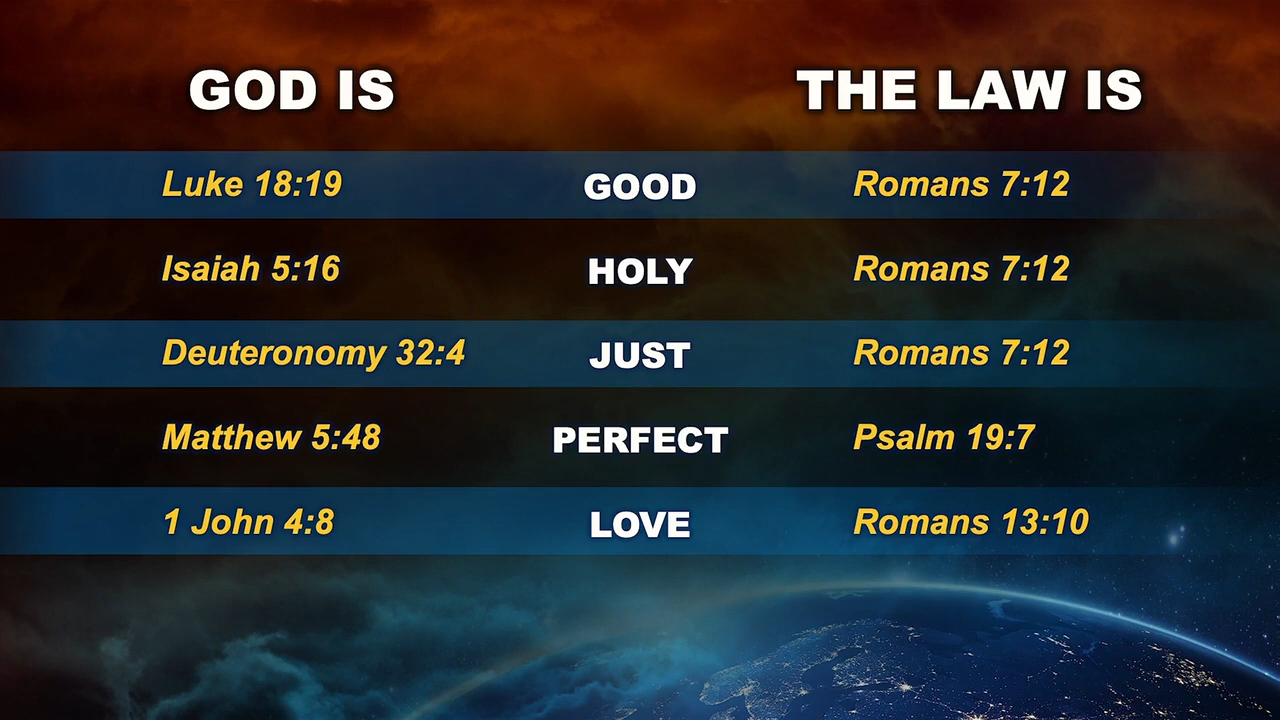 GOD IS THE LAW IS
Luke 18:19 GOOD Romans 7:12
Isaiah 5:16 HOLY Romans 7:12
Deuteronomy 32:4 JUST Romans 7:12
Matthew 5:48 PERFECT Psalm 19:7
1 John 4:8 LOVE Romans 13:10